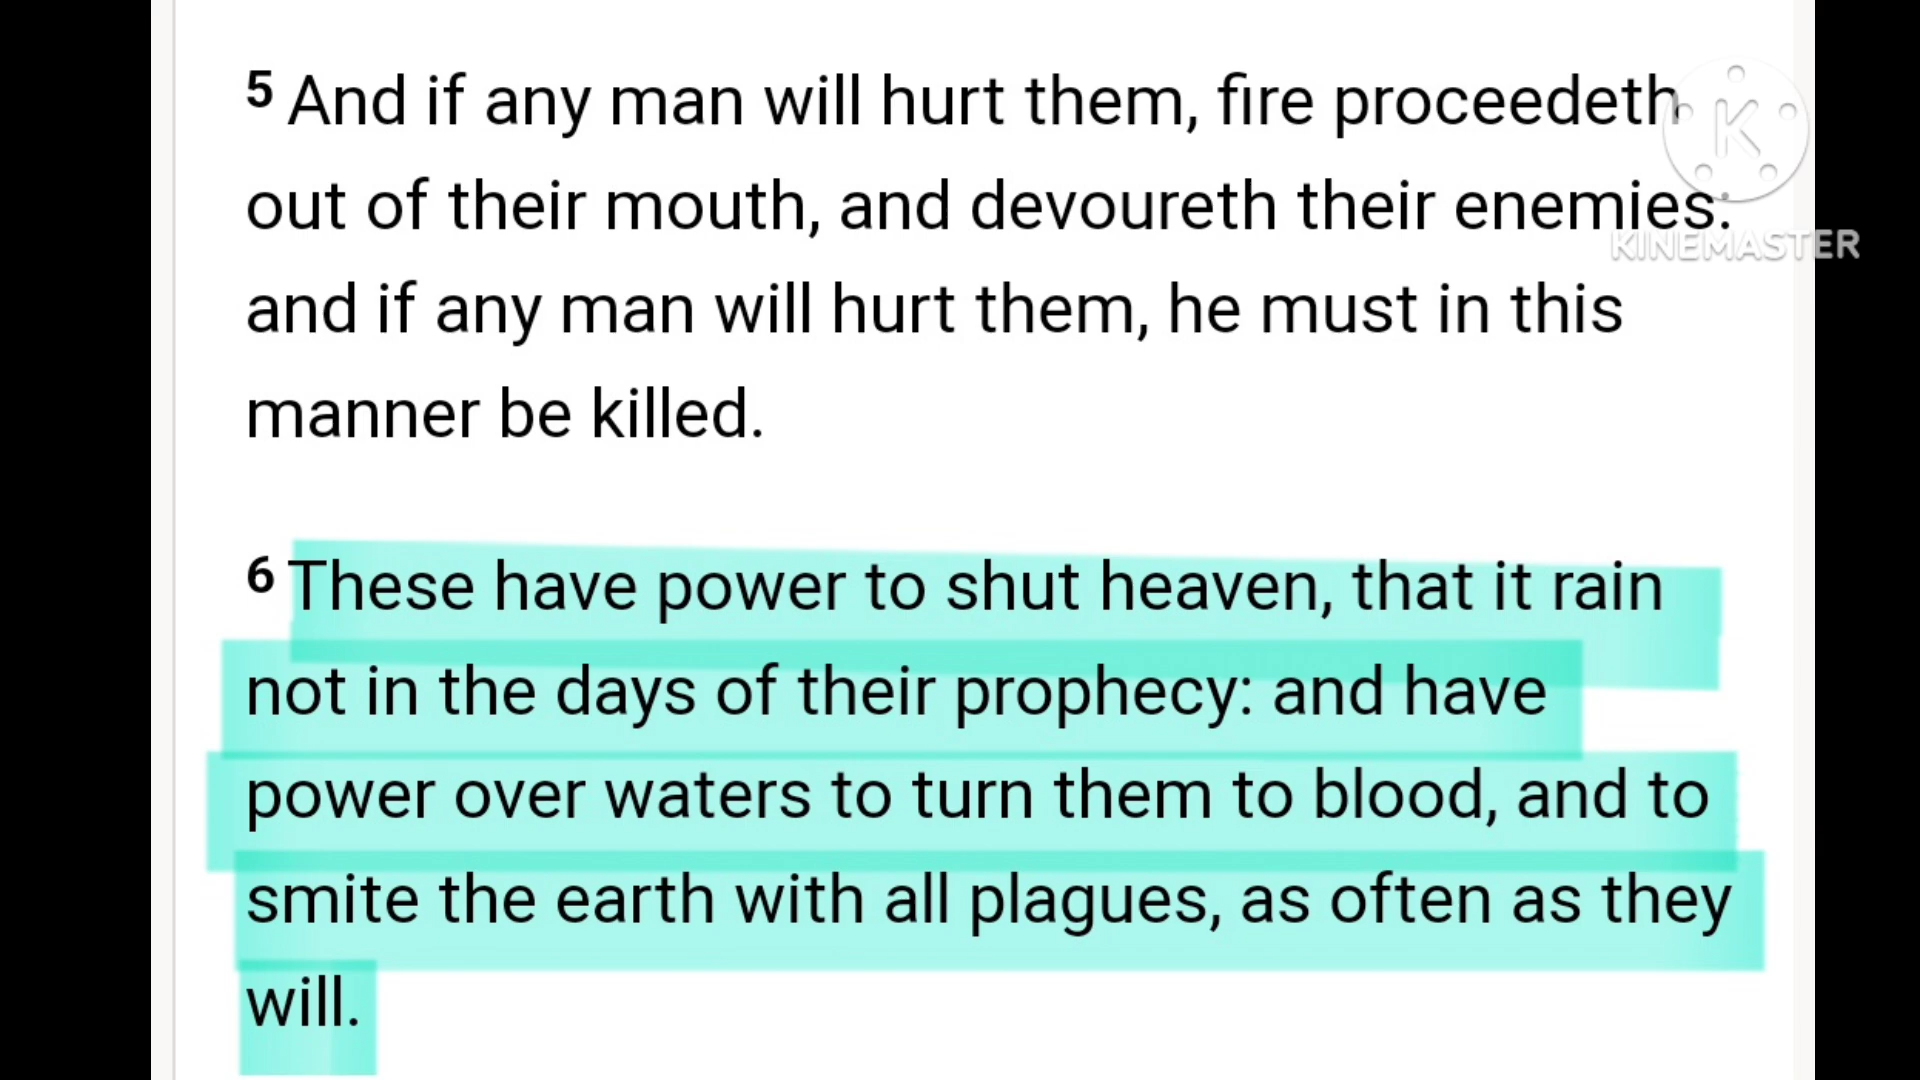 5 And if any man will hurt them, fire proceedeth
out of their mouth, and devoureth their enemies:
and if any man will hurt them, he must in this
manner be killed.
6 These have power to shut heaven, that it rain
not in the days of their prophecy: and have
power over waters to turn them to blood, and to
smite the earth with all plagues, as often as they
will.
K
KINEMASTER